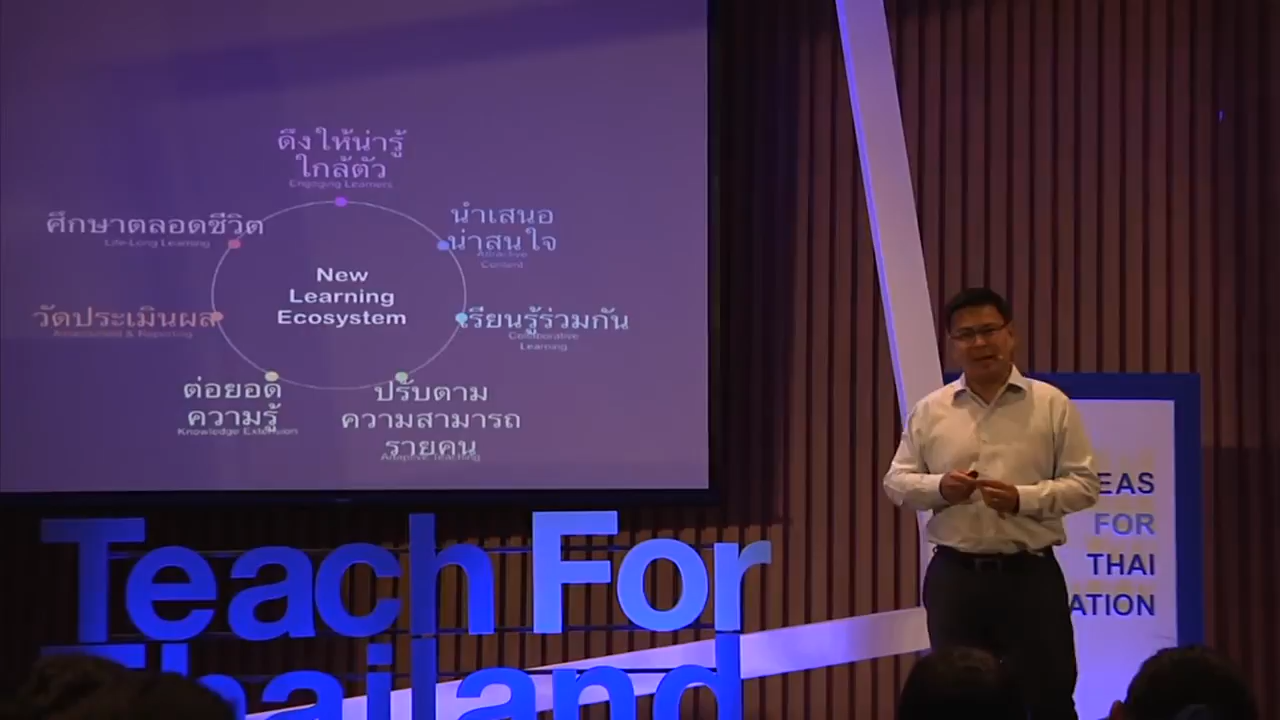 ดึงให้น่ารู้
ใกล้ตัว
Engaging Learners
นำเสนอ
น่าสนใจ
Attractive
Content
เรียนรู้ร่วมกัน
Collaborative
Learning
ปรับตาม
ความสามารถ
รายคน
Adaptive Teaching
ต่อยอด
ความรู้
Knowledge Extension
วัดประเมินผล
Assessment & Reporting
ศึกษาตลอดชีวิต
Life-Long Learning
New
Learning
Ecosystem
Teach For
Thailand
EAS
FOR
THAI
ATION